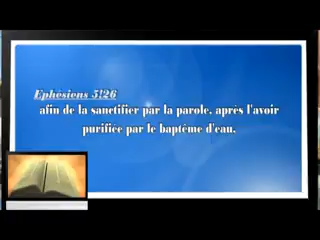 Ephésiens 5!26
afin de la sanctifier par la parole, après l'avoir
purifiée par le baptême d'eau,